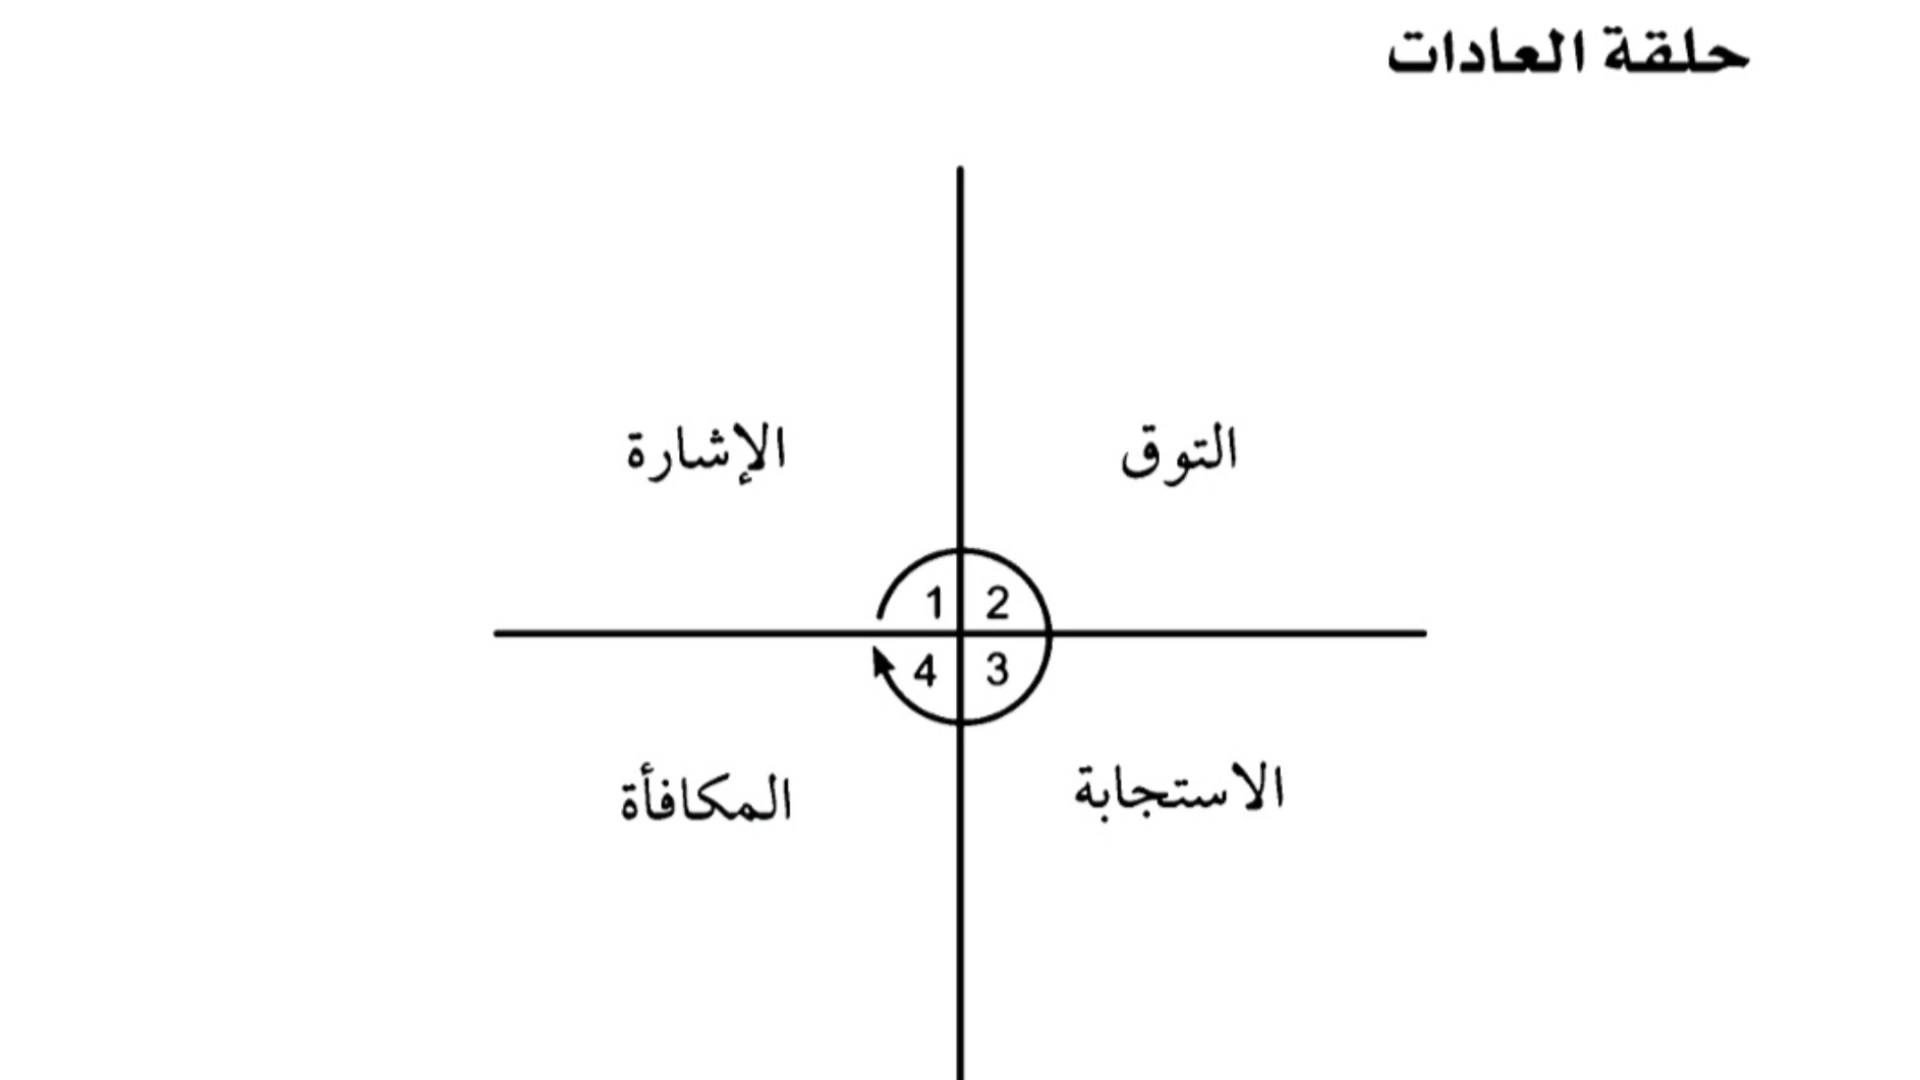 حلقة العادات
الإشارة
التوق
1
2
4
3
المكافأة
الاستجابة